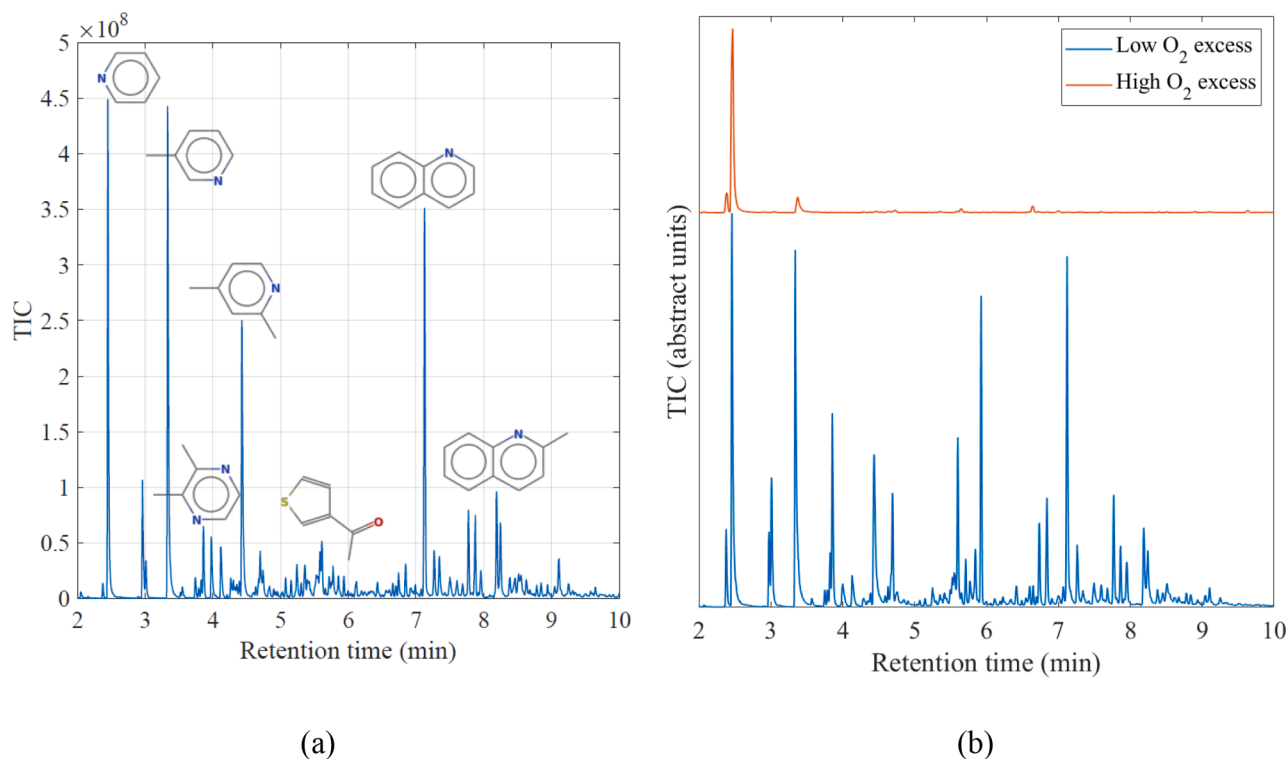 ×10⁸
5
4.5
4
3.5
3
2.5
2
1.5
1
0.5
0
TIC
N
N
N
N
N
N
S
O
N
2 3 4 5 6 7 8 9 10
Retention time (min)
(a)
Low O₂ excess
High O₂ excess
TIC (abstract units)
2 3 4 5 6 7 8 9 10
Retention time (min)
(b)